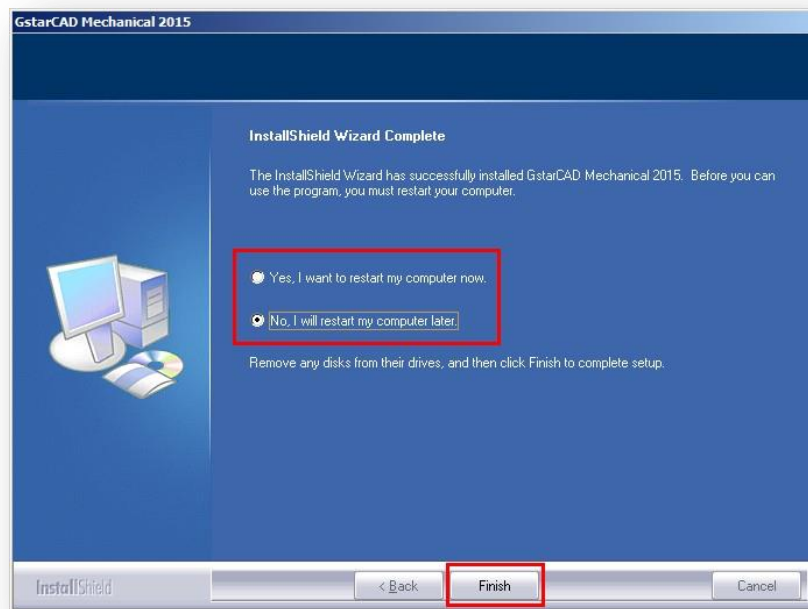 GstarCAD Mechanical 2015
InstallShield Wizard Complete
The InstallShield Wizard has successfully installed GstarCAD Mechanical 2015. Before you can
use the program, you must restart your computer.
Yes, I want to restart my computer now.
No, I will restart my computer later.
Remove any disks from their drives, and then click Finish to complete setup.
InstallShield
< Back
Finish
Cancel